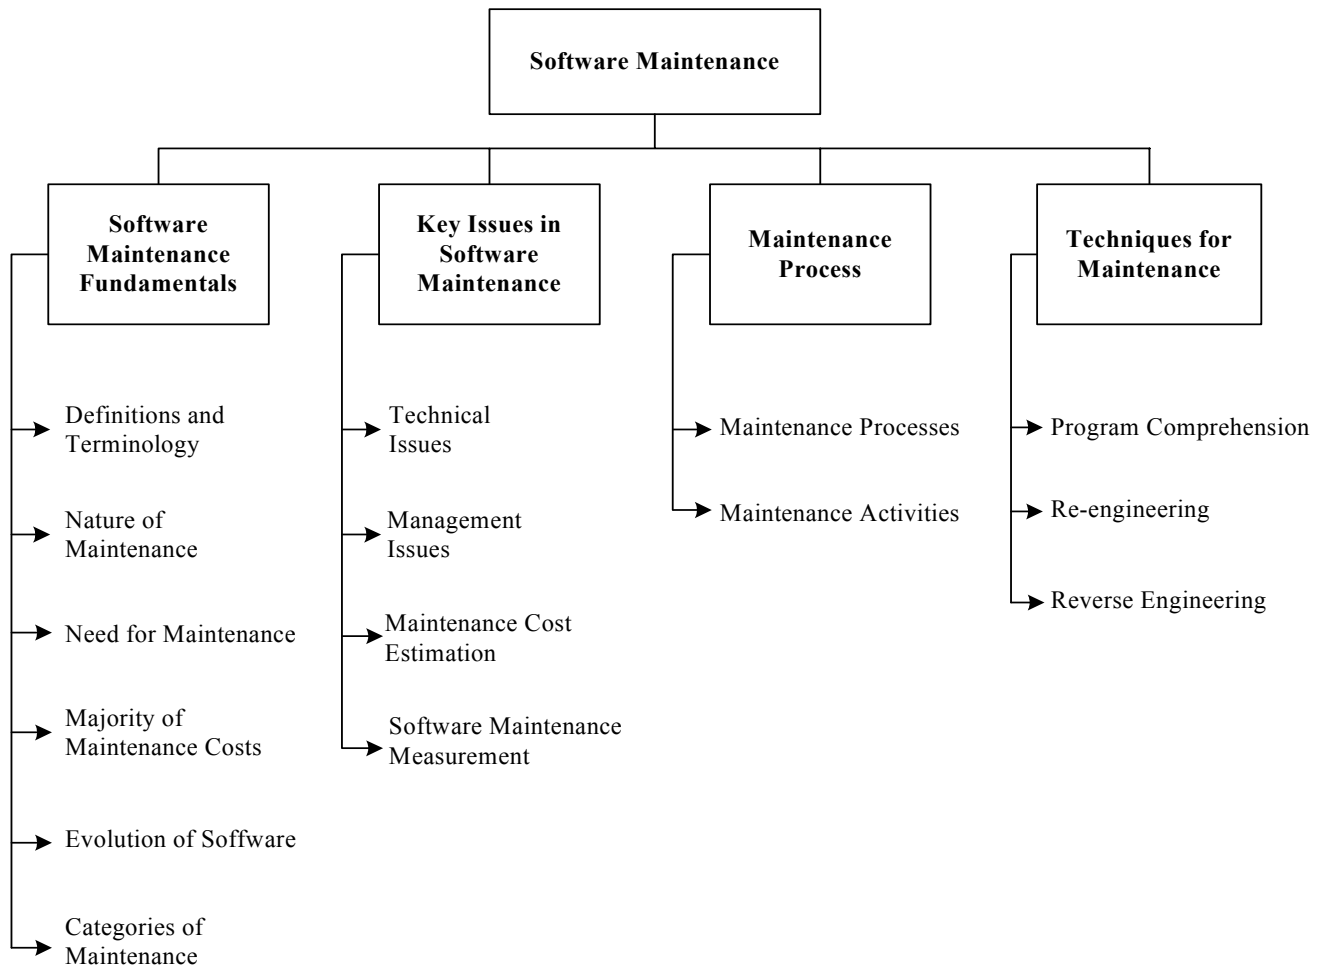 Software Maintenance
Software
Maintenance
Fundamentals
Definitions and
Terminology
Nature of
Maintenance
Need for Maintenance
Majority of
Maintenance Costs
Evolution of Soffware
Categories of
Maintenance
Key Issues in
Software
Maintenance
Technical
Issues
Management
Issues
Maintenance Cost
Estimation
Software Maintenance
Measurement
Maintenance
Process
Maintenance Processes
Maintenance Activities
Techniques for
Maintenance
Program Comprehension
Re-engineering
Reverse Engineering